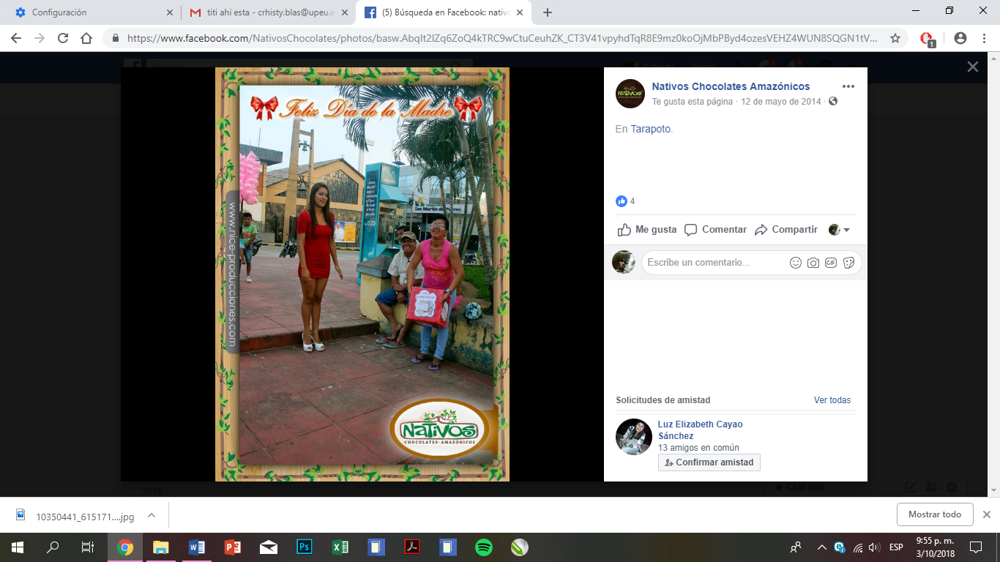 Configuración
titi ahi esta - crhisty.blas@upeu.e
(5) Búsqueda en Facebook: nativo
https://www.facebook.com/NativosChocolates/photos/basw.AbqIt2IZq6ZoQ4kTRC9wCtuCeuhZK_CT3V41vpyhdTqR8E9mz0koOjMbPByd4ozesVEHZ4WUN8SQGN1tV...
1
Feliz Día de la Madre
www.nice-producciones.com
San Martín de Porres
NATIVOS
CHOCOLATES-AMAZÓNICOS
Nativos Chocolates Amazónicos
Te gusta esta página · 12 de mayo de 2014 ·
En Tarapoto.
4
Me gusta
Comentar
Compartir
Escribe un comentario...
GIF
Solicitudes de amistad
Ver todas
Luz Elizabeth Cayao
Sánchez
13 amigos en común
Confirmar amistad
2016
Chat (60)
10350441_615171....jpg
Mostrar todo
ESP
9:55 p. m.
3/10/2018